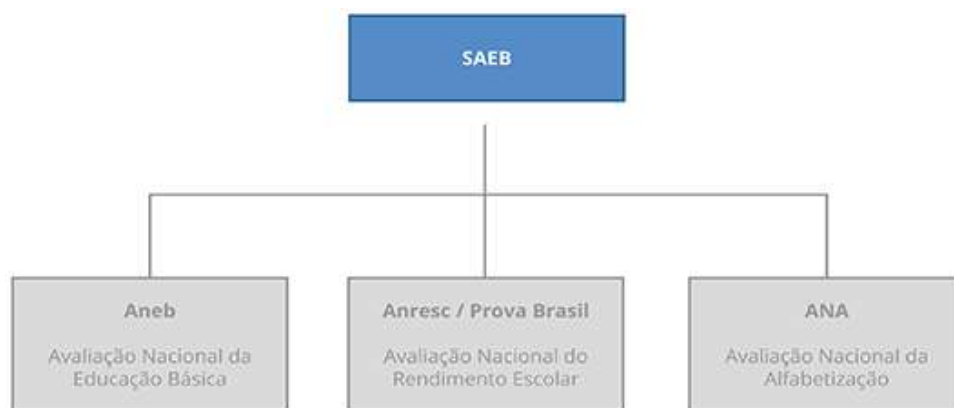 SAEB
Aneb
Avaliação Nacional da
Educação Básica
Anresc / Prova Brasil
Avaliação Nacional do
Rendimento Escolar
ANA
Avaliação Nacional da
Alfabetização